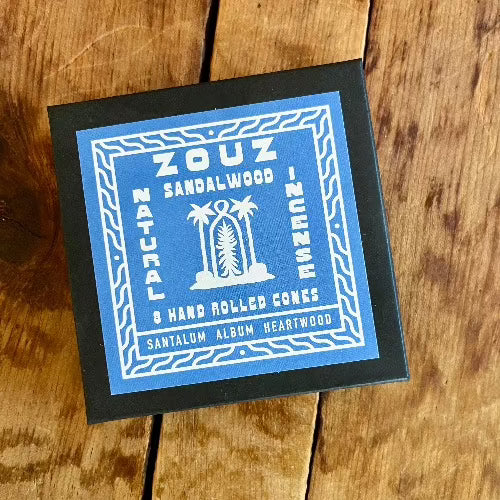 ZOUZ
SANDALWOOD
NATURAL
INCENSE
8 HAND ROLLED CONES
SANTALUM ALBUM HEARTWOOD